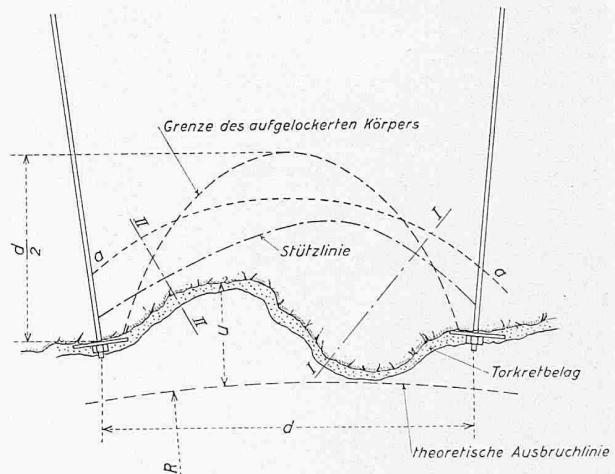 Grenze des aufgelockerten Körpers
d/2
II
I
a
Stützlinie
a
II
U
I
Torkretbelag
d
theoretische Ausbruchlinie
R